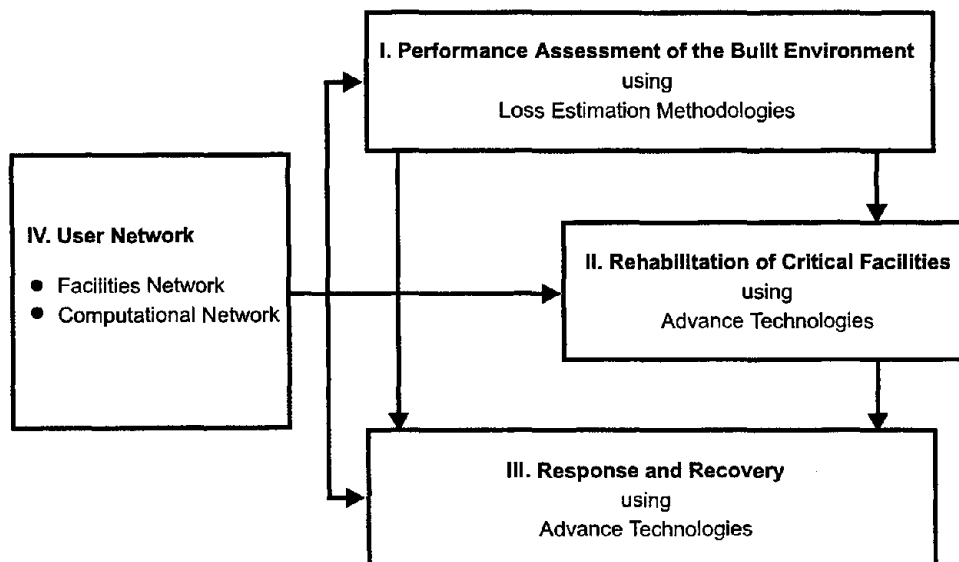 I. Performance Assessment of the Built Environment
using
Loss Estimation Methodologies
IV. User Network
● Facilities Network
● Computational Network
II. Rehabilitation of Critical Facilities
using
Advance Technologies
III. Response and Recovery
using
Advance Technologies